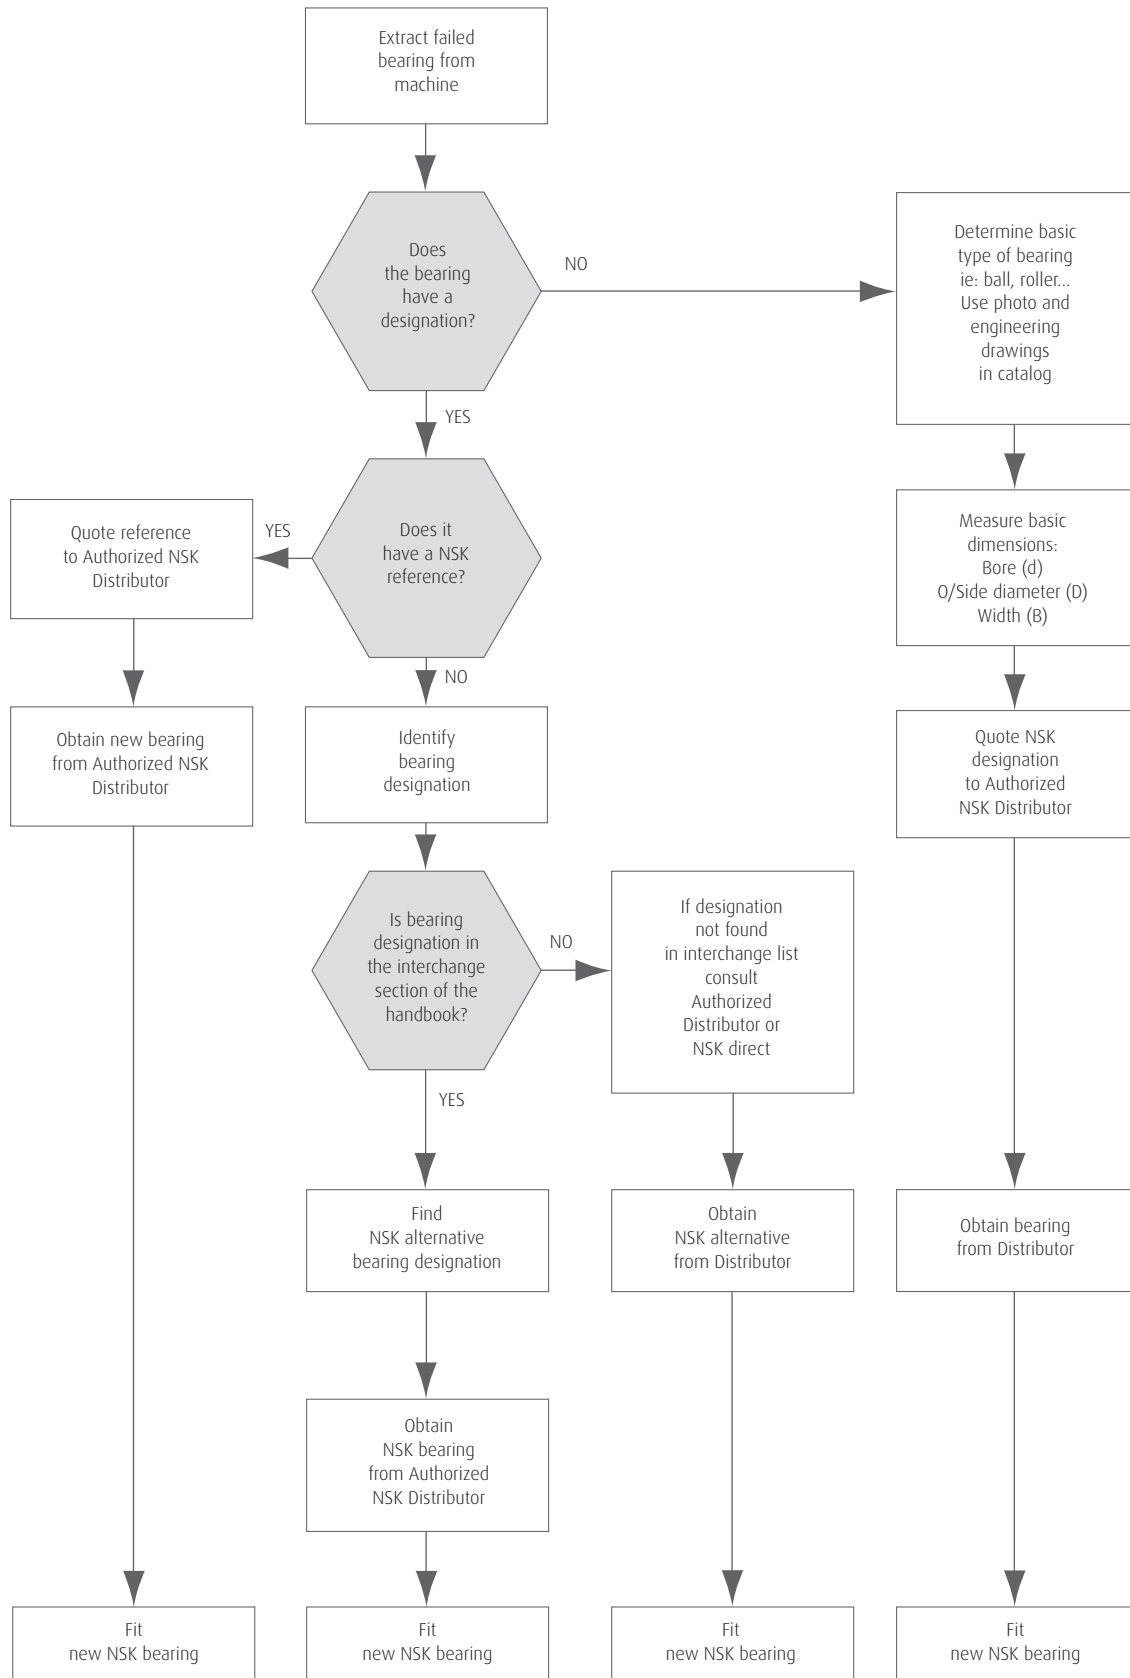 Extract failed
bearing from
machine
Does
the bearing
have a
designation?
NO
Determine basic
type of bearing
ie: ball, roller...
Use photo and
engineering
drawings
in catalog
YES
Quote reference
to Authorized NSK
Distributor
YES
Does it
have a NSK
reference?
Measure basic
dimensions:
Bore (d)
O/Side diameter (D)
Width (B)
NO
Obtain new bearing
from Authorized NSK
Distributor
Identify
bearing
designation
Quote NSK
designation
to Authorized
NSK Distributor
Is bearing
designation in
the interchange
section of the
handbook?
NO
If designation
not found
in interchange list
consult
Authorized
Distributor or
NSK direct
YES
Find
NSK alternative
bearing designation
Obtain
NSK alternative
from Distributor
Obtain bearing
from Distributor
Obtain
NSK bearing
from Authorized
NSK Distributor
Fit
new NSK bearing
Fit
new NSK bearing
Fit
new NSK bearing
Fit
new NSK bearing